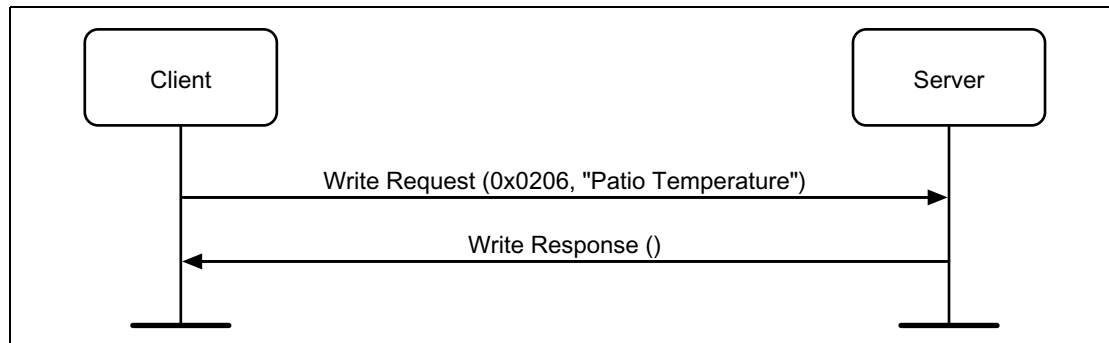 Client
Server
Write Request (0x0206, "Patio Temperature")
Write Response ()